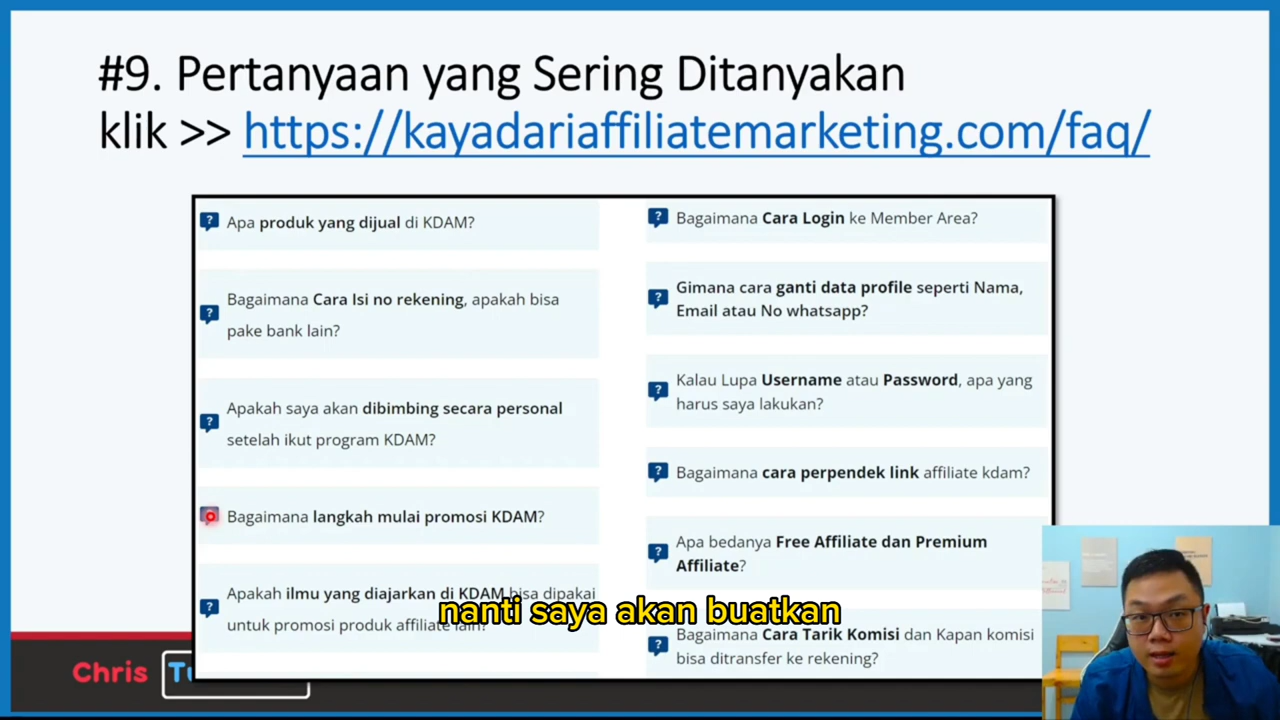 #9. Pertanyaan yang Sering Ditanyakan
klik >> https://kayadariaffiliatemarketing.com/faq/
Apa produk yang dijual di KDAM?
Bagaimana Cara Isi no rekening, apakah bisa
pake bank lain?
Apakah saya akan dibimbing secara personal
setelah ikut program KDAM?
Bagaimana langkah mulai promosi KDAM?
Apakah ilmu yang diajarkan di KDAM bisa dipakai
untuk promosi produk affiliate lain?
Bagaimana Cara Login ke Member Area?
Gimana cara ganti data profile seperti Nama,
Email atau No whatsapp?
Kalau Lupa Username atau Password, apa yang
harus saya lakukan?
Bagaimana cara perpendek link affiliate kdam?
Apa bedanya Free Affiliate dan Premium
Affiliate?
Bagaimana Cara Tarik Komisi dan Kapan komisi
bisa ditransfer ke rekening?
nanti saya akan buatkan
Chris